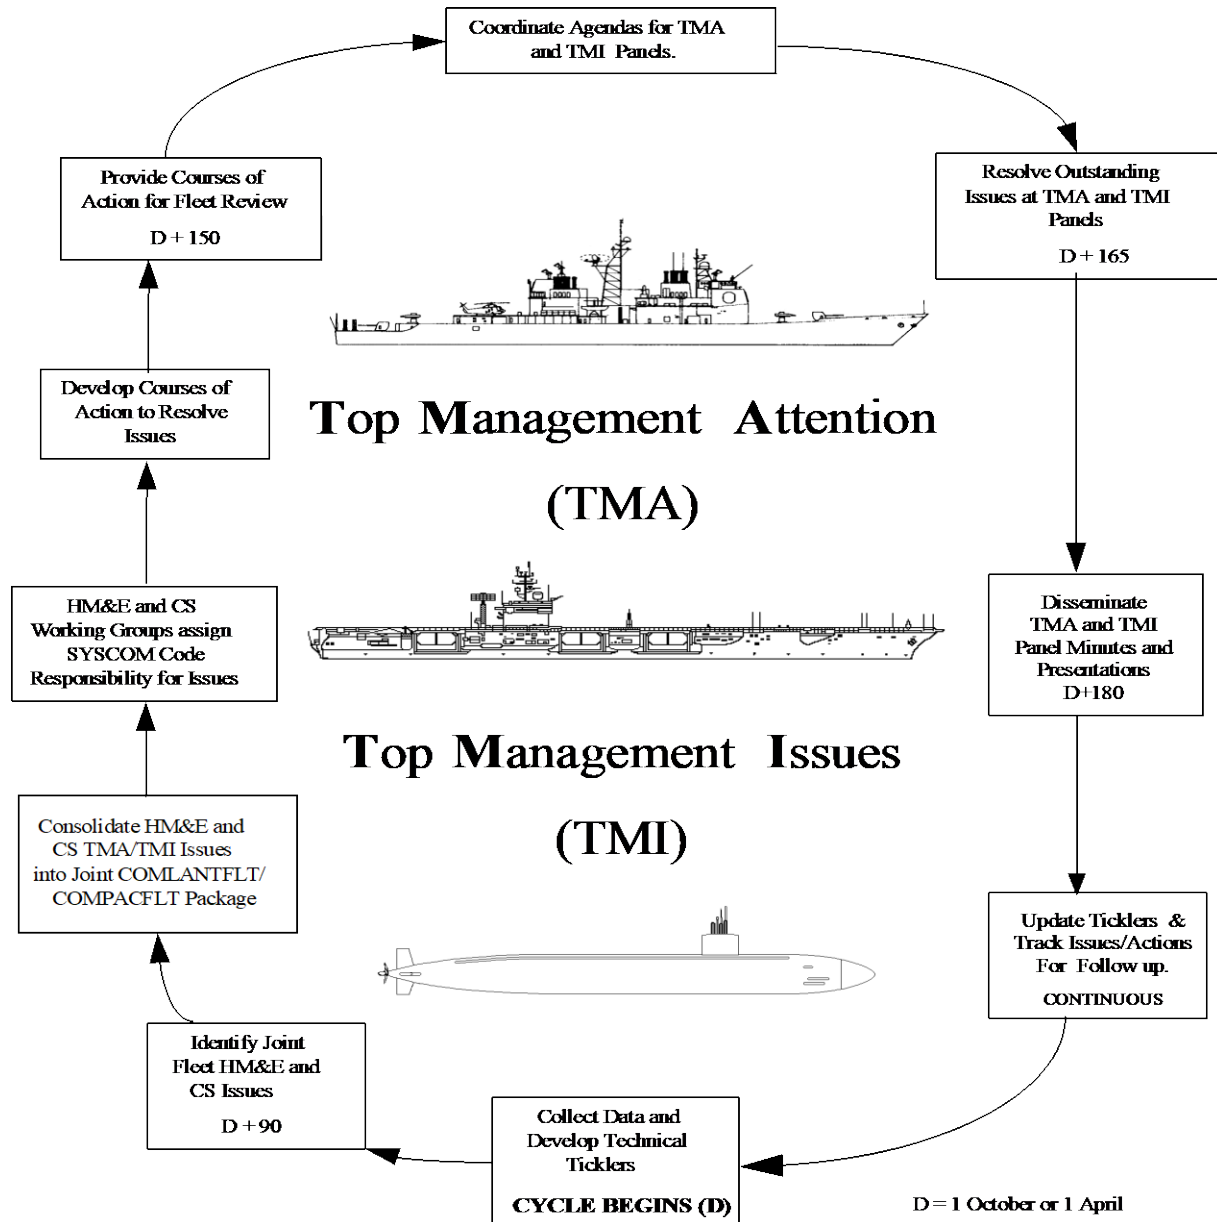 Coordinate Agendas for TMA
and TMI Panels.
Provide Courses of
Action for Fleet Review
D + 150
Resolve Outstanding
Issues at TMA and TMI
Panels
D + 165
Develop Courses of
Action to Resolve
Issues
Top Management Attention
(TMA)
HM&E and CS
Working Groups assign
SYSCOM Code
Responsibility for Issues
Disseminate
TMA and TMI
Panel Minutes and
Presentations
D+180
Top Management Issues
(TMI)
Consolidate HM&E and
CS TMA/TMI Issues
into Joint COMLANTFLT/
COMPACFLT Package
Update Ticklers &
Track Issues/Actions
For Follow up.
CONTINUOUS
Identify Joint
Fleet HM&E and
CS Issues
D + 90
Collect Data and
Develop Technical
Ticklers
CYCLE BEGINS (D)
D = 1 October or 1 April